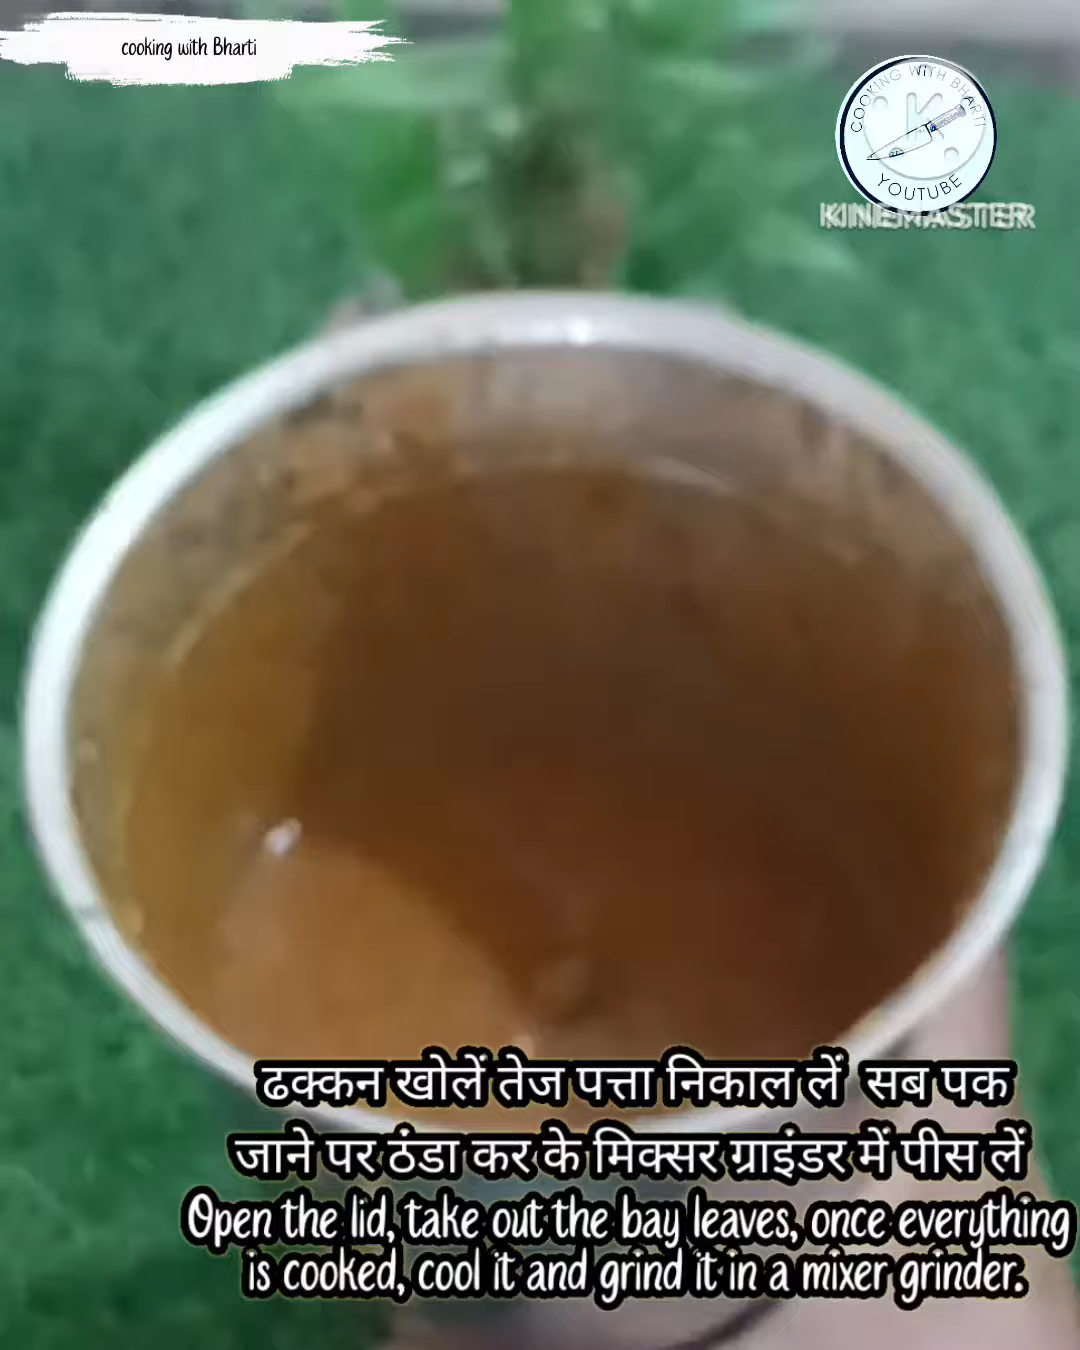 cooking with Bharti
COOKING WITH BHARTI
K
YOUTUBE
KINEMASTER
ढक्कन खोलें तेज पत्ता निकाल लें सब पक
जाने पर ठंडा कर के मिक्सर ग्राइंडर में पीस लें
Open the lid, take out the bay leaves, once everything
is cooked, cool it and grind it in a mixer grinder.